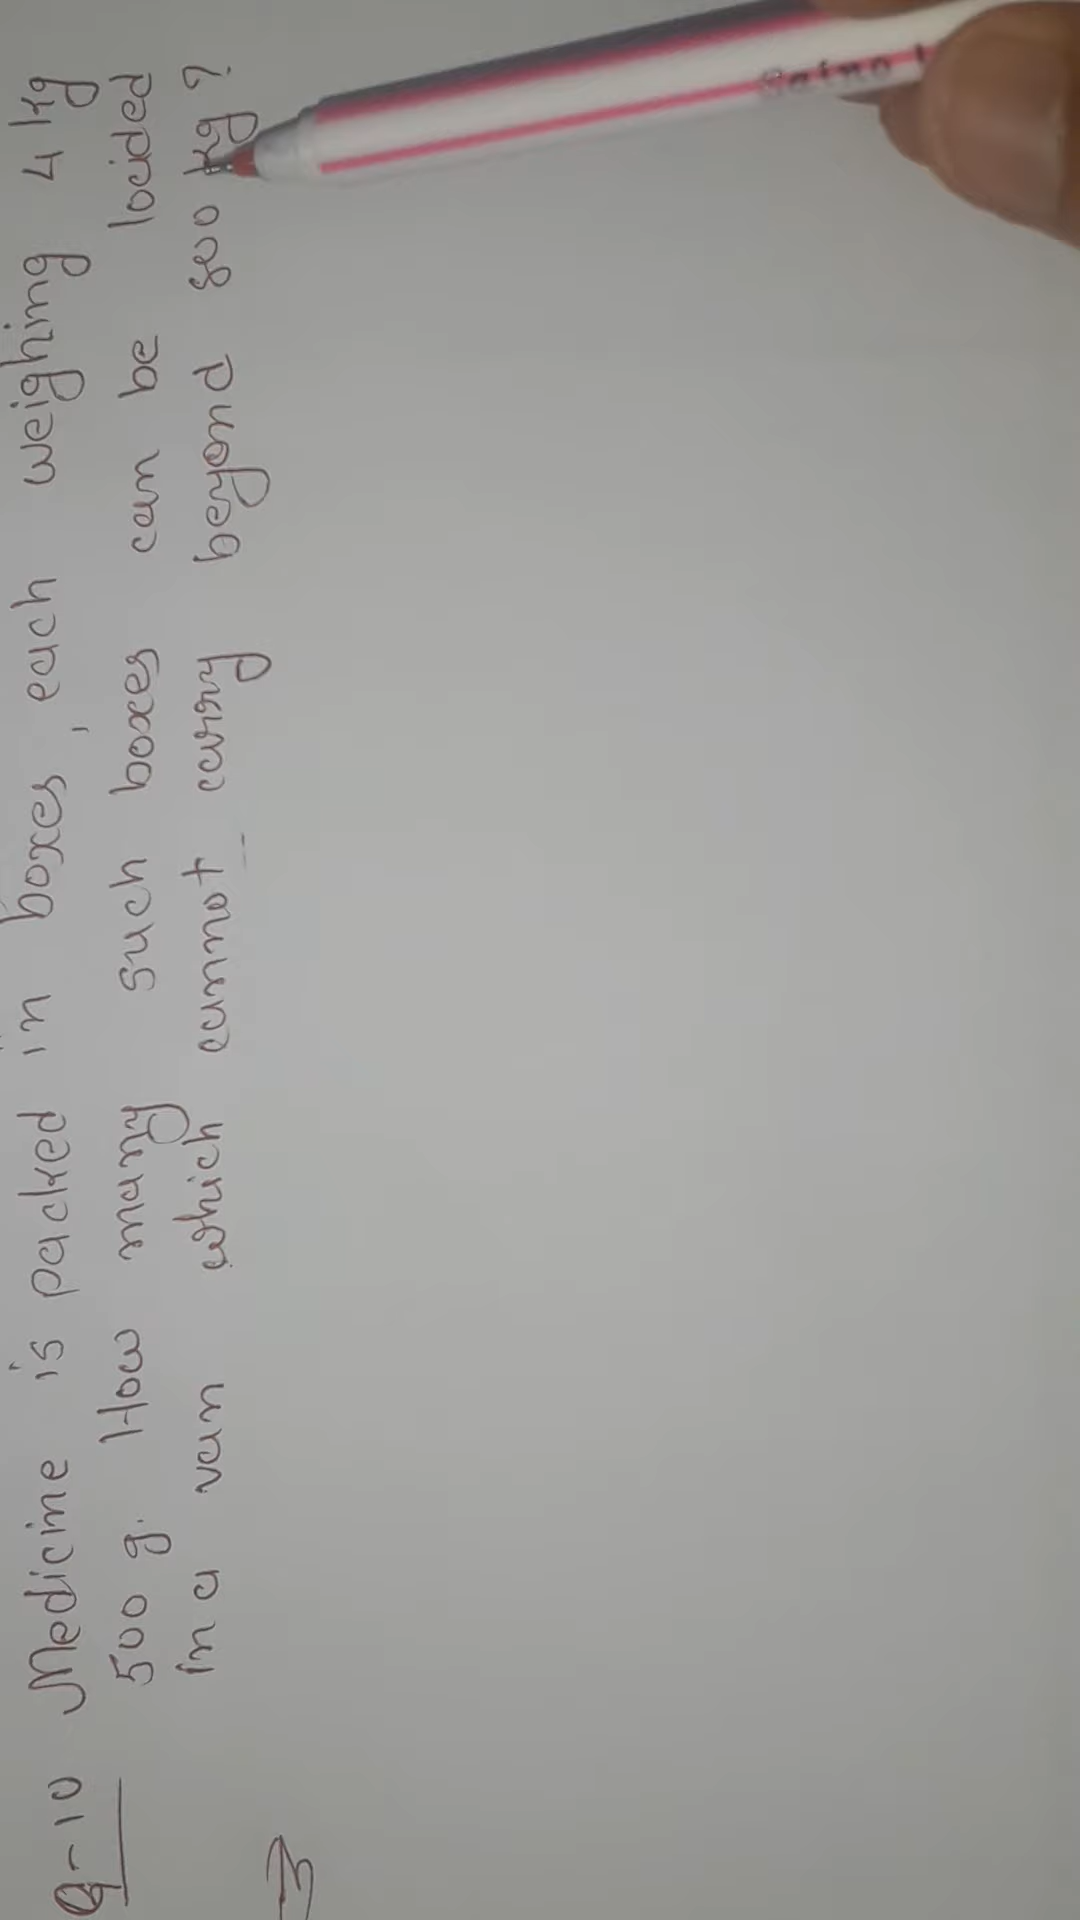 Q-10 Medicine is packed in boxes, each weighing 4 kg
500 g. How many such boxes can be loaded
in a van which cannot carry beyond 800 kg ?